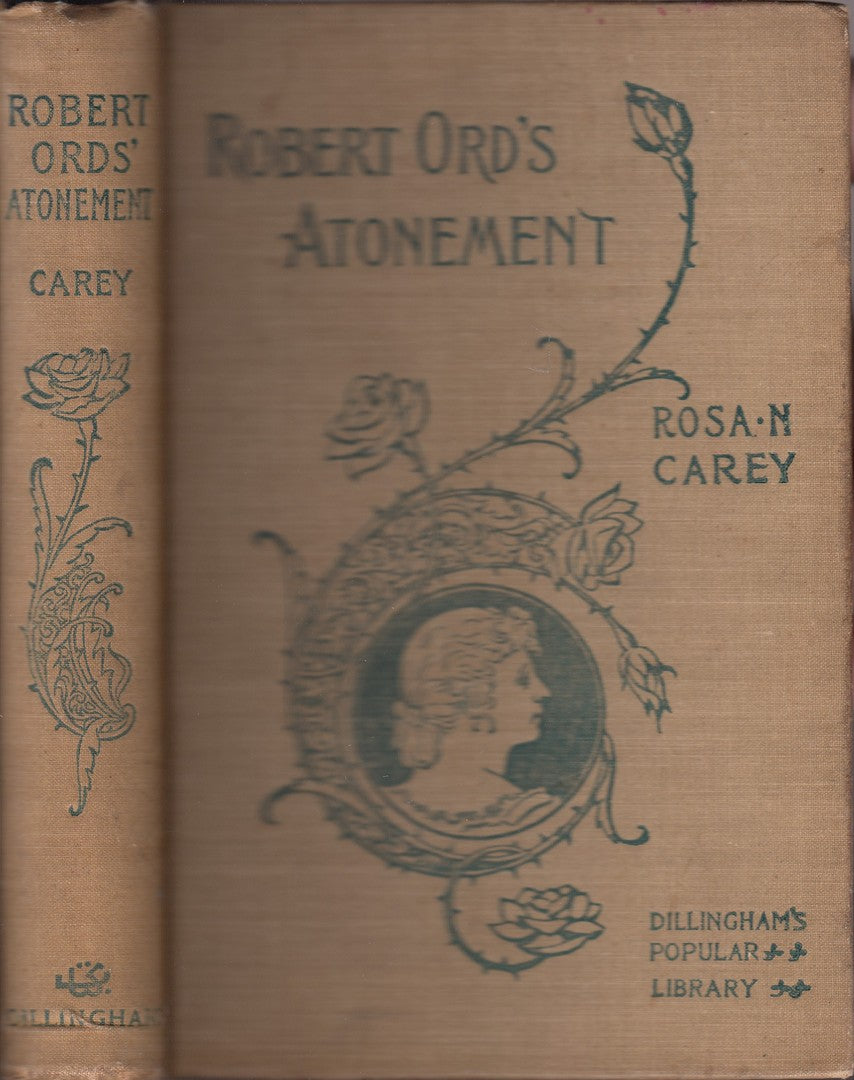 ROBERT
ORDS'
ATONEMENT
CAREY
DILLINGHAM
ROBERT ORD'S
ATONEMENT
ROSA·N
CAREY
DILLINGHAM'S
POPULAR
LIBRARY